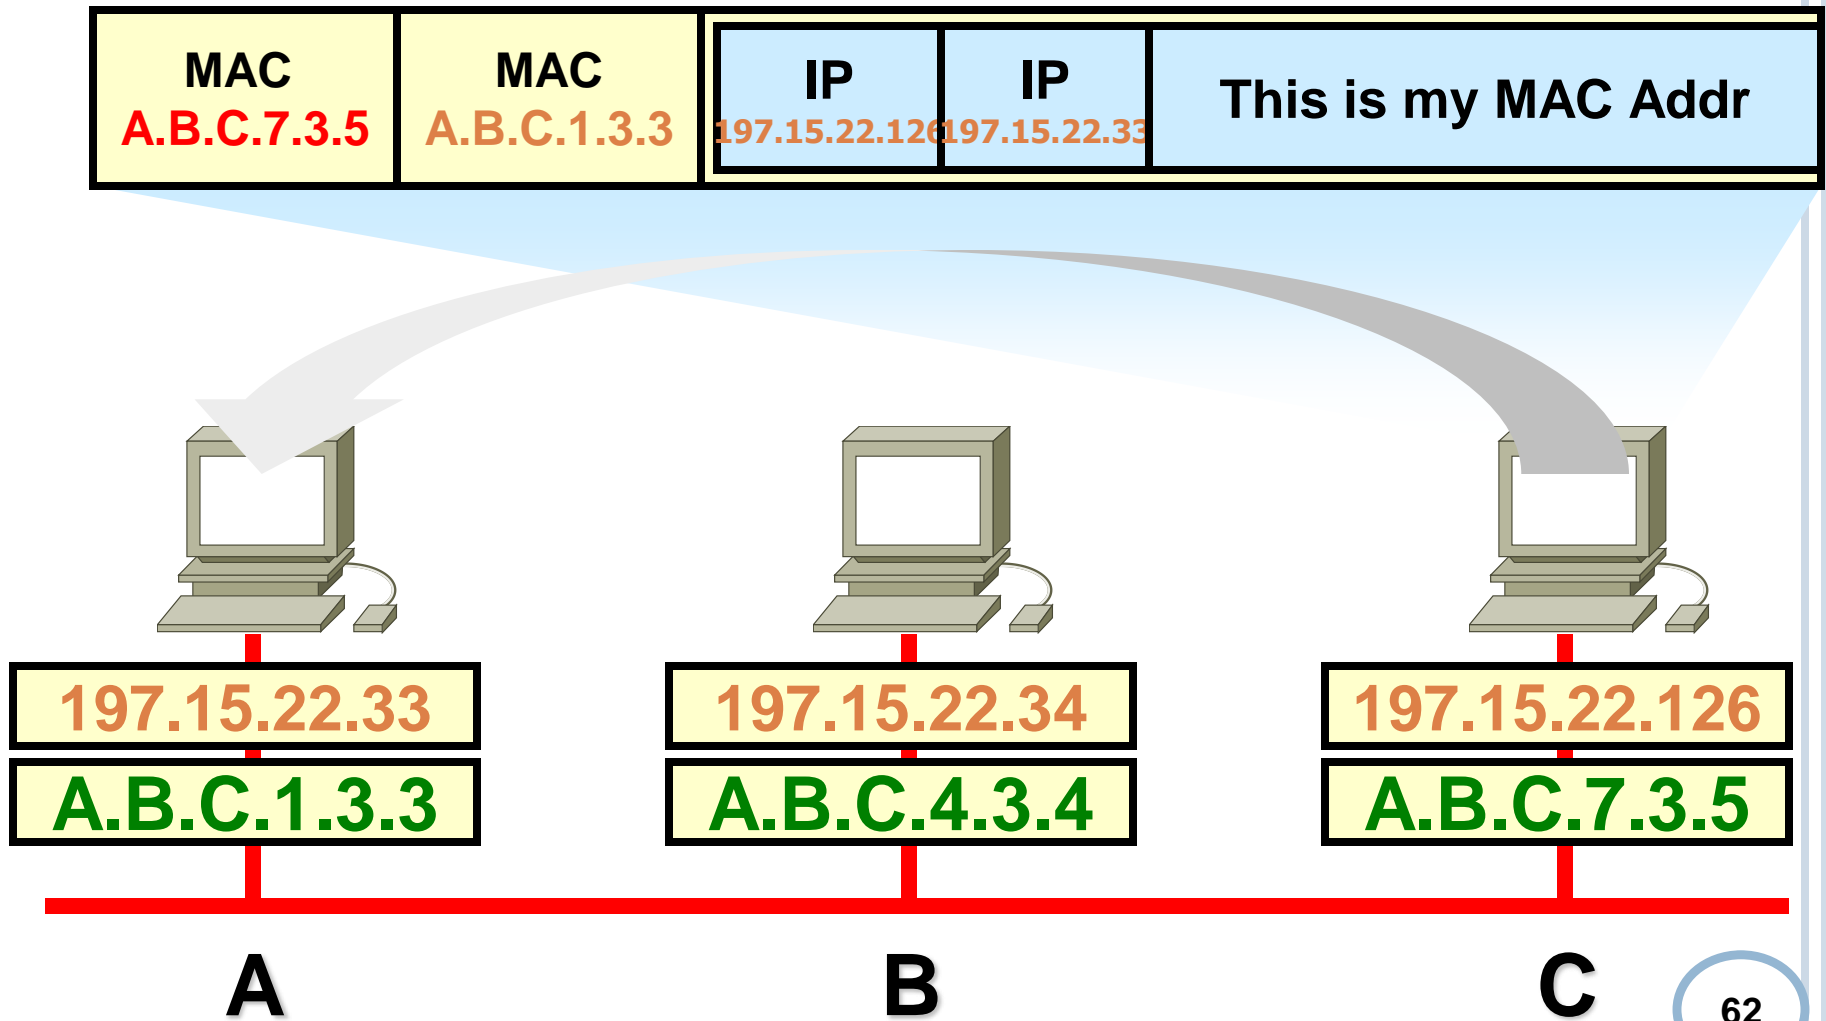 MAC
A.B.C.7.3.5
MAC
A.B.C.1.3.3
IP
197.15.22.126
IP
197.15.22.33
This is my MAC Addr
197.15.22.33
A.B.C.1.3.3
197.15.22.34
A.B.C.4.3.4
197.15.22.126
A.B.C.7.3.5
A
B
C
62